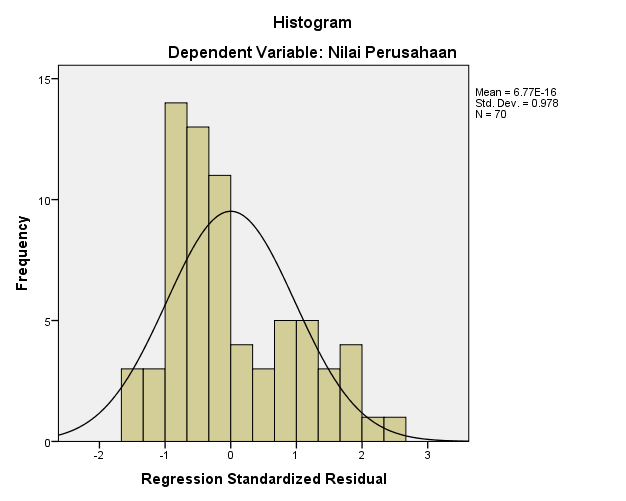 Histogram
Dependent Variable: Nilai Perusahaan
Mean = 6.77E-16
Std. Dev. = 0.978
N = 70
Frequency
15
10
5
0
-2
-1
0
1
2
3
Regression Standardized Residual